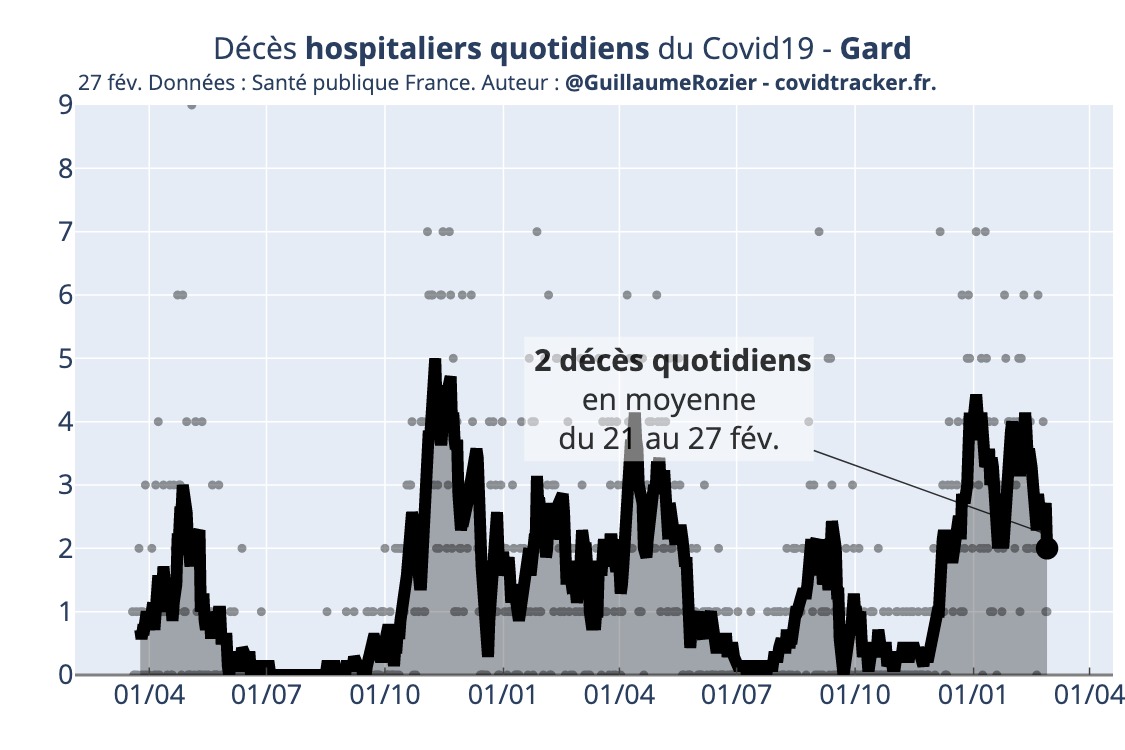 Décès hospitaliers quotidiens du Covid19 - Gard
27 fév. Données : Santé publique France. Auteur : @GuillaumeRozier - covidtracker.fr.
9
8
7
6
5
4
3
2
1
0
2 décès quotidiens
en moyenne
du 21 au 27 fév.
01/04 01/07 01/10 01/01 01/04 01/07 01/10 01/01 01/04